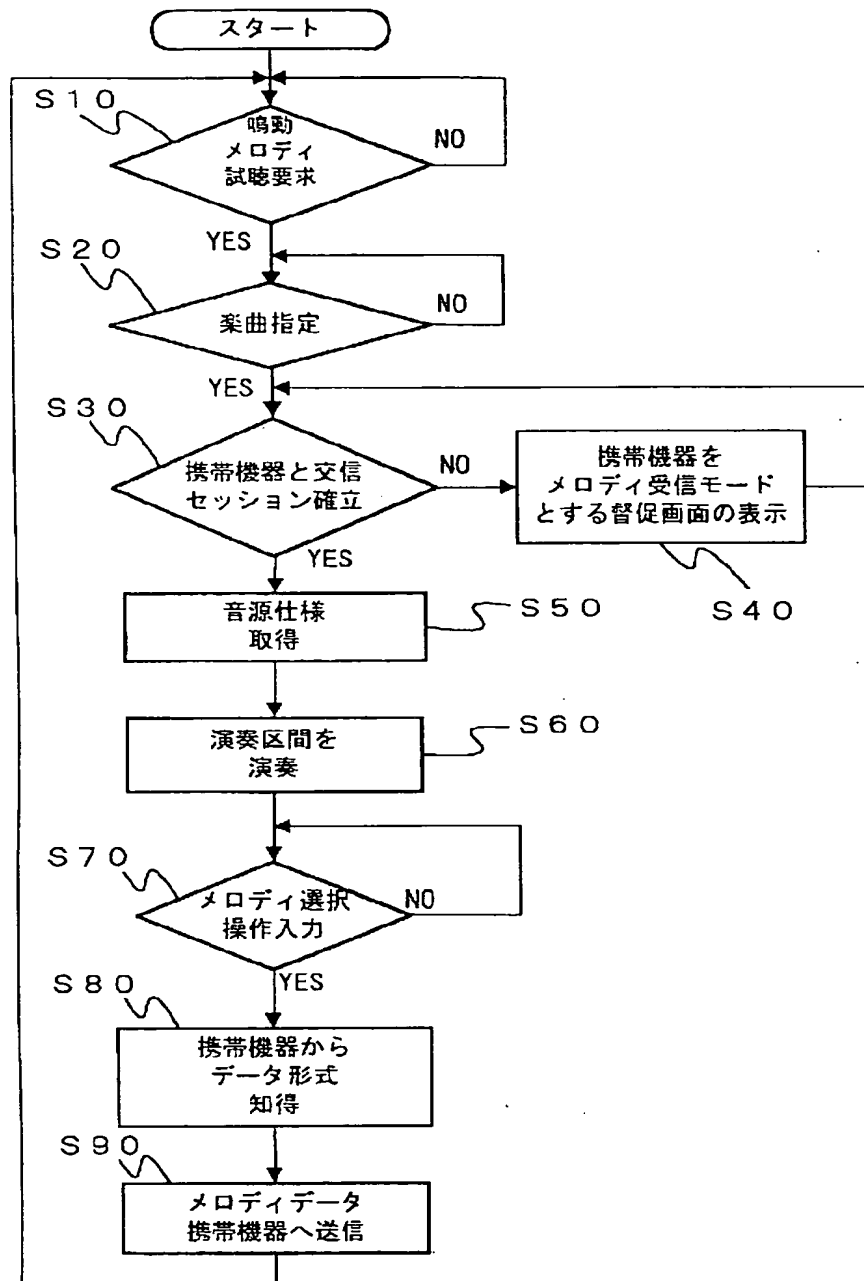 スタート
S10
鳴動
メロディ
試聴要求
NO
YES
S20
楽曲指定
NO
YES
S30
携帯機器と交信
セッション確立
NO
携帯機器を
メロディ受信モード
とする督促画面の表示
S40
YES
音源仕様
取得
S50
演奏区間を
演奏
S60
S70
メロディ選択
操作入力
NO
YES
S80
携帯機器から
データ形式
知得
S90
メロディデータ
携帯機器へ送信